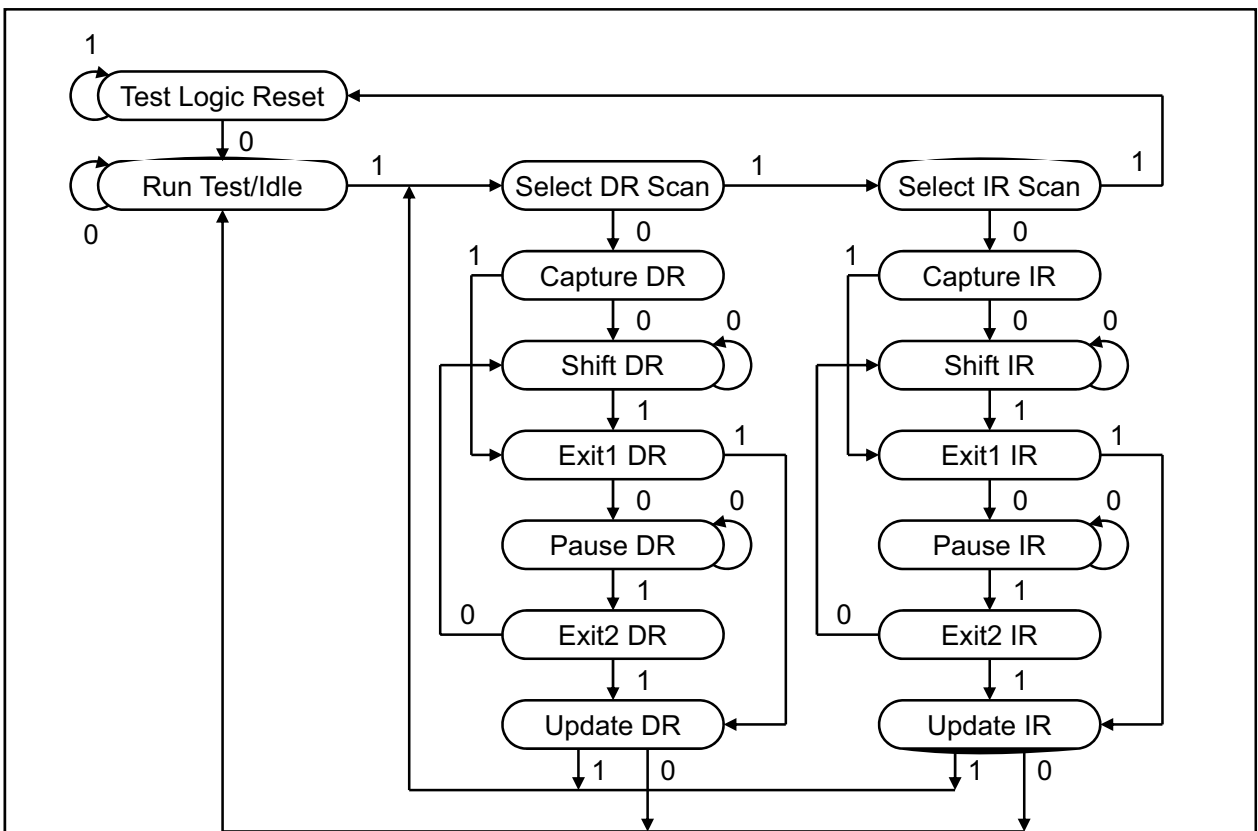 1
Test Logic Reset
0
Run Test/Idle
1
Select DR Scan
1
Select IR Scan
1
0
0
0
1
Capture DR
1
Capture IR
0
0
0
0
Shift DR
Shift IR
1
1
Exit1 DR
1
Exit1 IR
1
0
0
0
0
Pause DR
Pause IR
1
1
0
Exit2 DR
0
Exit2 IR
1
1
Update DR
Update IR
1
0
1
0